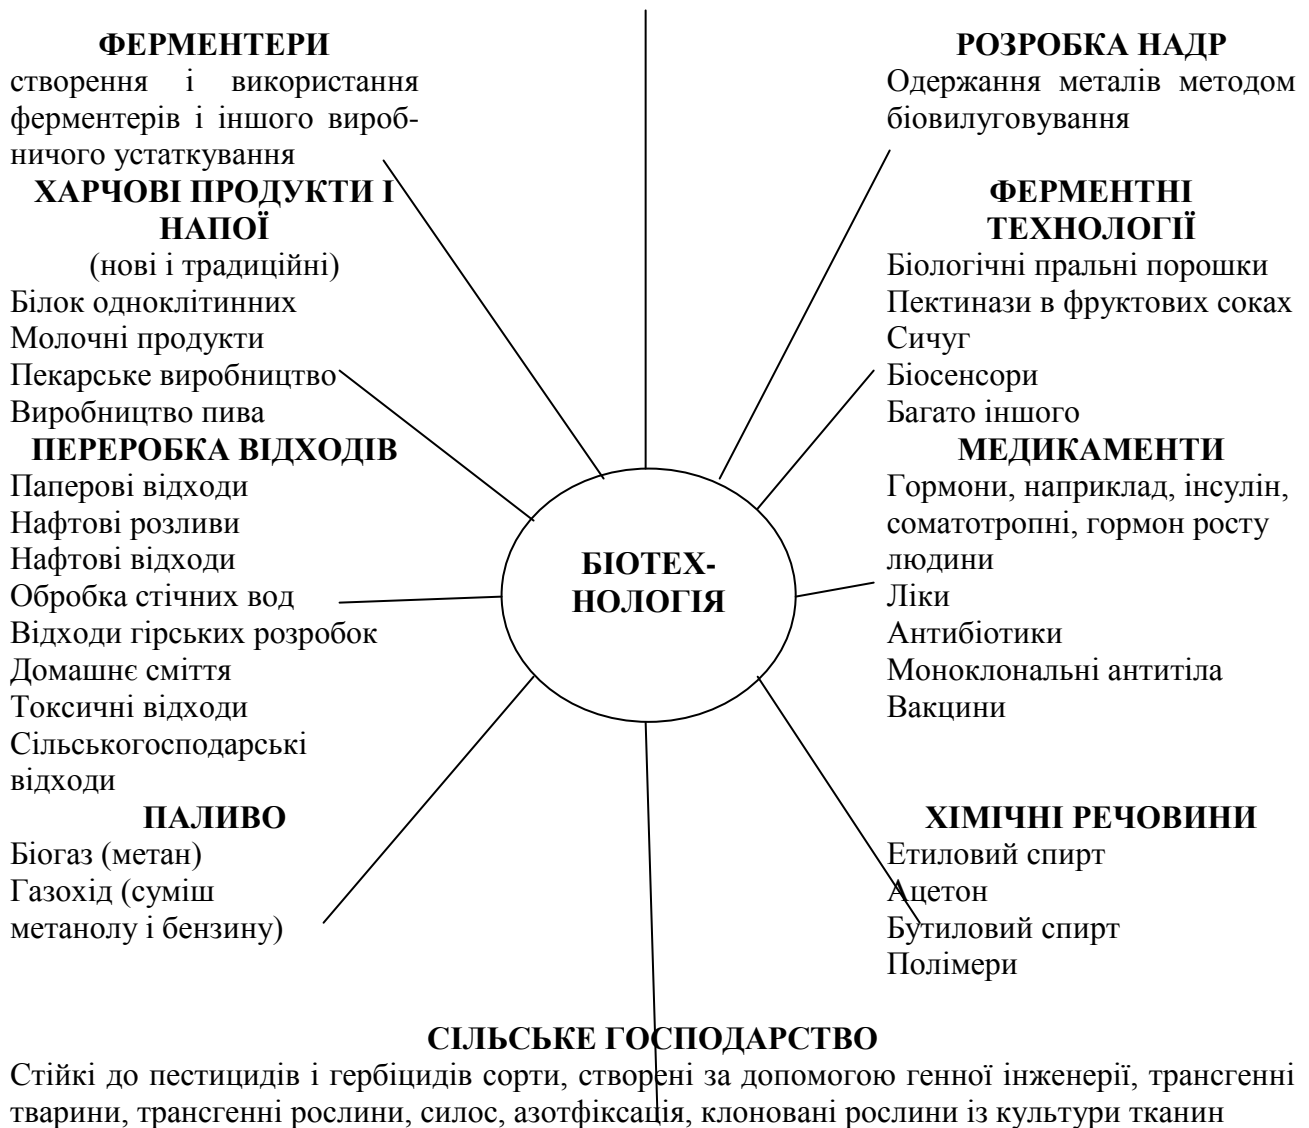 ФЕРМЕНТЕРИ
створення і використання
ферментерів і іншого вироб-
ничого устаткування
ХАРЧОВІ ПРОДУКТИ І
НАПОЇ
(нові і традиційні)
Білок одноклітинних
Молочні продукти
Пекарське виробництво
Виробництво пива
ПЕРЕРОБКА ВІДХОДІВ
Паперові відходи
Нафтові розливи
Нафтові відходи
Обробка стічних вод
Відходи гірських розробок
Домашнє сміття
Токсичні відходи
Сільськогосподарські
відходи
ПАЛИВО
Біогаз (метан)
Газохід (суміш
метанолу і бензину)
БІОТЕХ-
НОЛОГІЯ
РОЗРОБКА НАДР
Одержання металів методом
біовилуговування
ФЕРМЕНТНІ
ТЕХНОЛОГІЇ
Біологічні пральні порошки
Пектинази в фруктових соках
Сичуг
Біосенсори
Багато іншого
МЕДИКАМЕНТИ
Гормони, наприклад, інсулін,
соматотропні, гормон росту
людини
Ліки
Антибіотики
Моноклональні антитіла
Вакцини
ХІМІЧНІ РЕЧОВИНИ
Етиловий спирт
Ацетон
Бутиловий спирт
Полімери
СІЛЬСЬКЕ ГОСПОДАРСТВО
Стійкі до пестицидів і гербіцидів сорти, створені за допомогою генної інженерії, трансгенні
тварини, трансгенні рослини, силос, азотфіксація, клоновані рослини із культури тканин